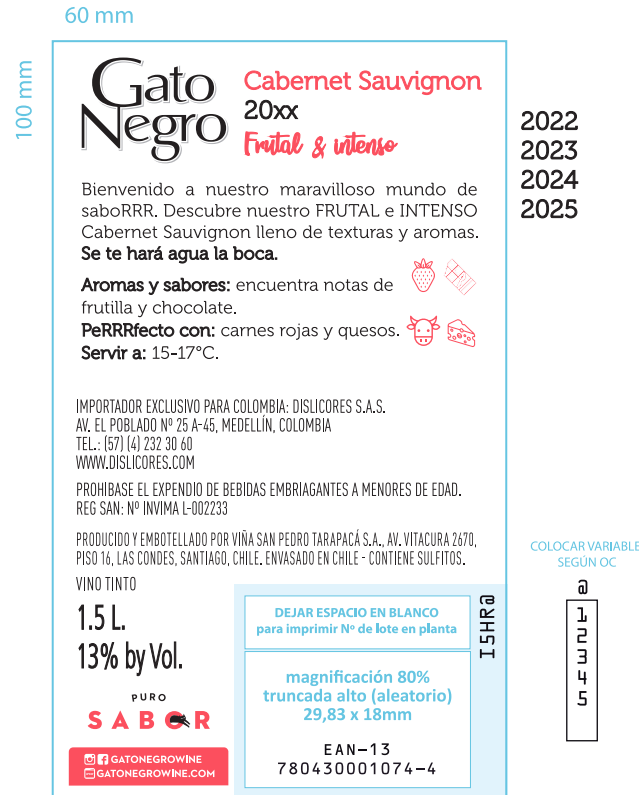 60 mm
100 mm
Gato
Negro
Cabernet Sauvignon
20xx
Frutal & intenso
2022
2023
2024
2025
Bienvenido a nuestro maravilloso mundo de
saboRRR. Descubre nuestro FRUTAL e INTENSO
Cabernet Sauvignon lleno de texturas y aromas.
Se te hará agua la boca.
Aromas y sabores: encuentra notas de
frutilla y chocolate.
PeRRRfecto con: carnes rojas y quesos.
Servir a: 15-17°C.
IMPORTADOR EXCLUSIVO PARA COLOMBIA: DISLICORES S.A.S.
AV. EL POBLADO Nº 25 A-45, MEDELLÍN, COLOMBIA
TEL.: (57) (4) 232 30 60
WWW.DISLICORES.COM
PROHIBASE EL EXPENDIO DE BEBIDAS EMBRIAGANTES A MENORES DE EDAD.
REG SAN: Nº INVIMA L-002233
PRODUCIDO Y EMBOTELLADO POR VIÑA SAN PEDRO TARAPACÁ S.A., AV. VITACURA 2670,
PISO 16, LAS CONDES, SANTIAGO, CHILE. ENVASADO EN CHILE - CONTIENE SULFITOS.
VINO TINTO
1.5 L.
13% by Vol.
PURO
SABOR
GATONEGROWINE
GATONEGROWINE.COM
DEJAR ESPACIO EN BLANCO
para imprimir Nº de lote en planta
I5HR@
magnificación 80%
truncada alto (aleatorio)
29,83 x 18mm
EAN-13
780430001074-4
COLOCAR VARIABLE
SEGÚN OC
@
1
2
3
4
5